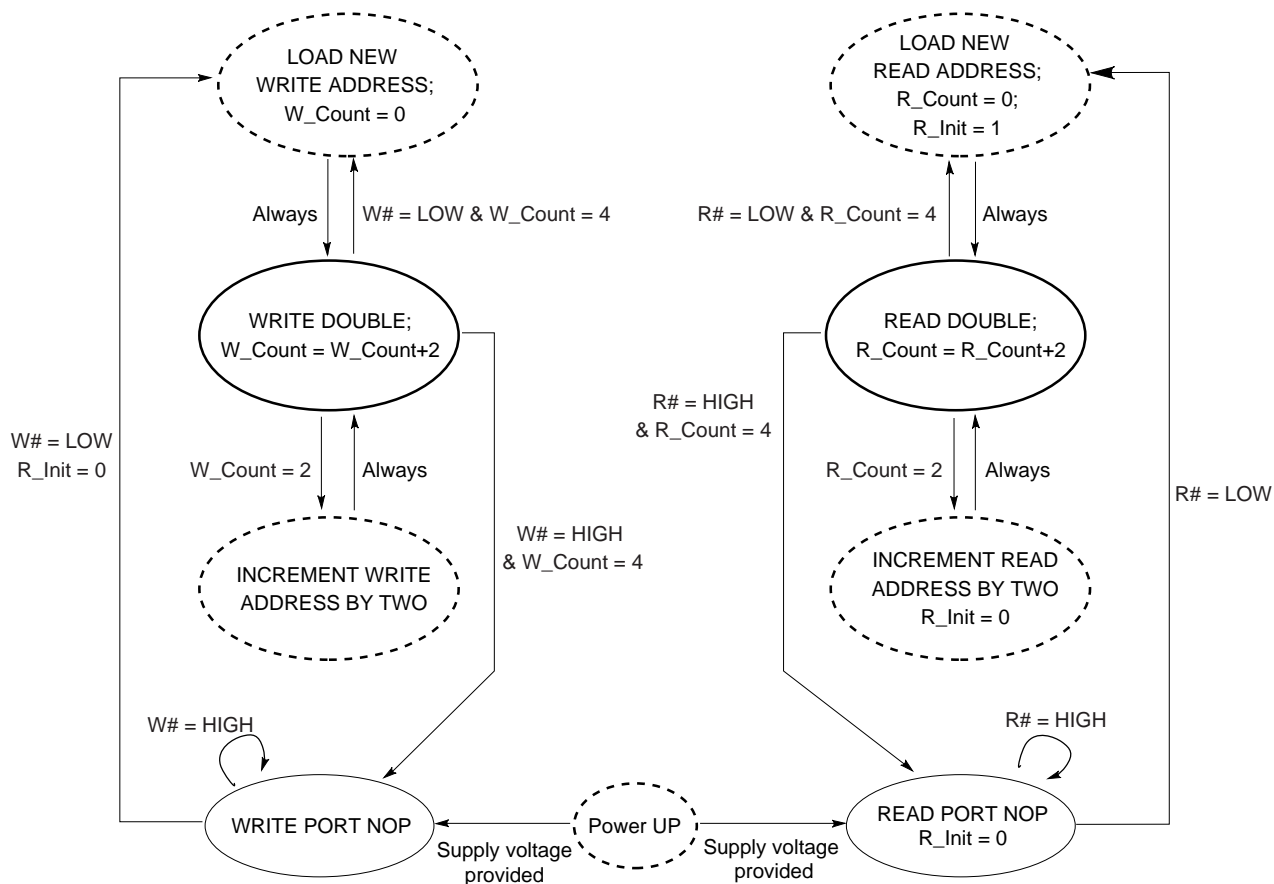 LOAD NEW
WRITE ADDRESS;
W_Count = 0
LOAD NEW
READ ADDRESS;
R_Count = 0;
R_Init = 1
Always
W# = LOW & W_Count = 4
R# = LOW & R_Count = 4
Always
WRITE DOUBLE;
W_Count = W_Count+2
READ DOUBLE;
R_Count = R_Count+2
W# = LOW
R_Init = 0
W_Count = 2
Always
W# = HIGH
& W_Count = 4
R# = HIGH
& R_Count = 4
R_Count = 2
Always
R# = LOW
INCREMENT WRITE
ADDRESS BY TWO
INCREMENT READ
ADDRESS BY TWO
R_Init = 0
W# = HIGH
R# = HIGH
WRITE PORT NOP
Power UP
READ PORT NOP
R_Init = 0
Supply voltage
provided
Supply voltage
provided